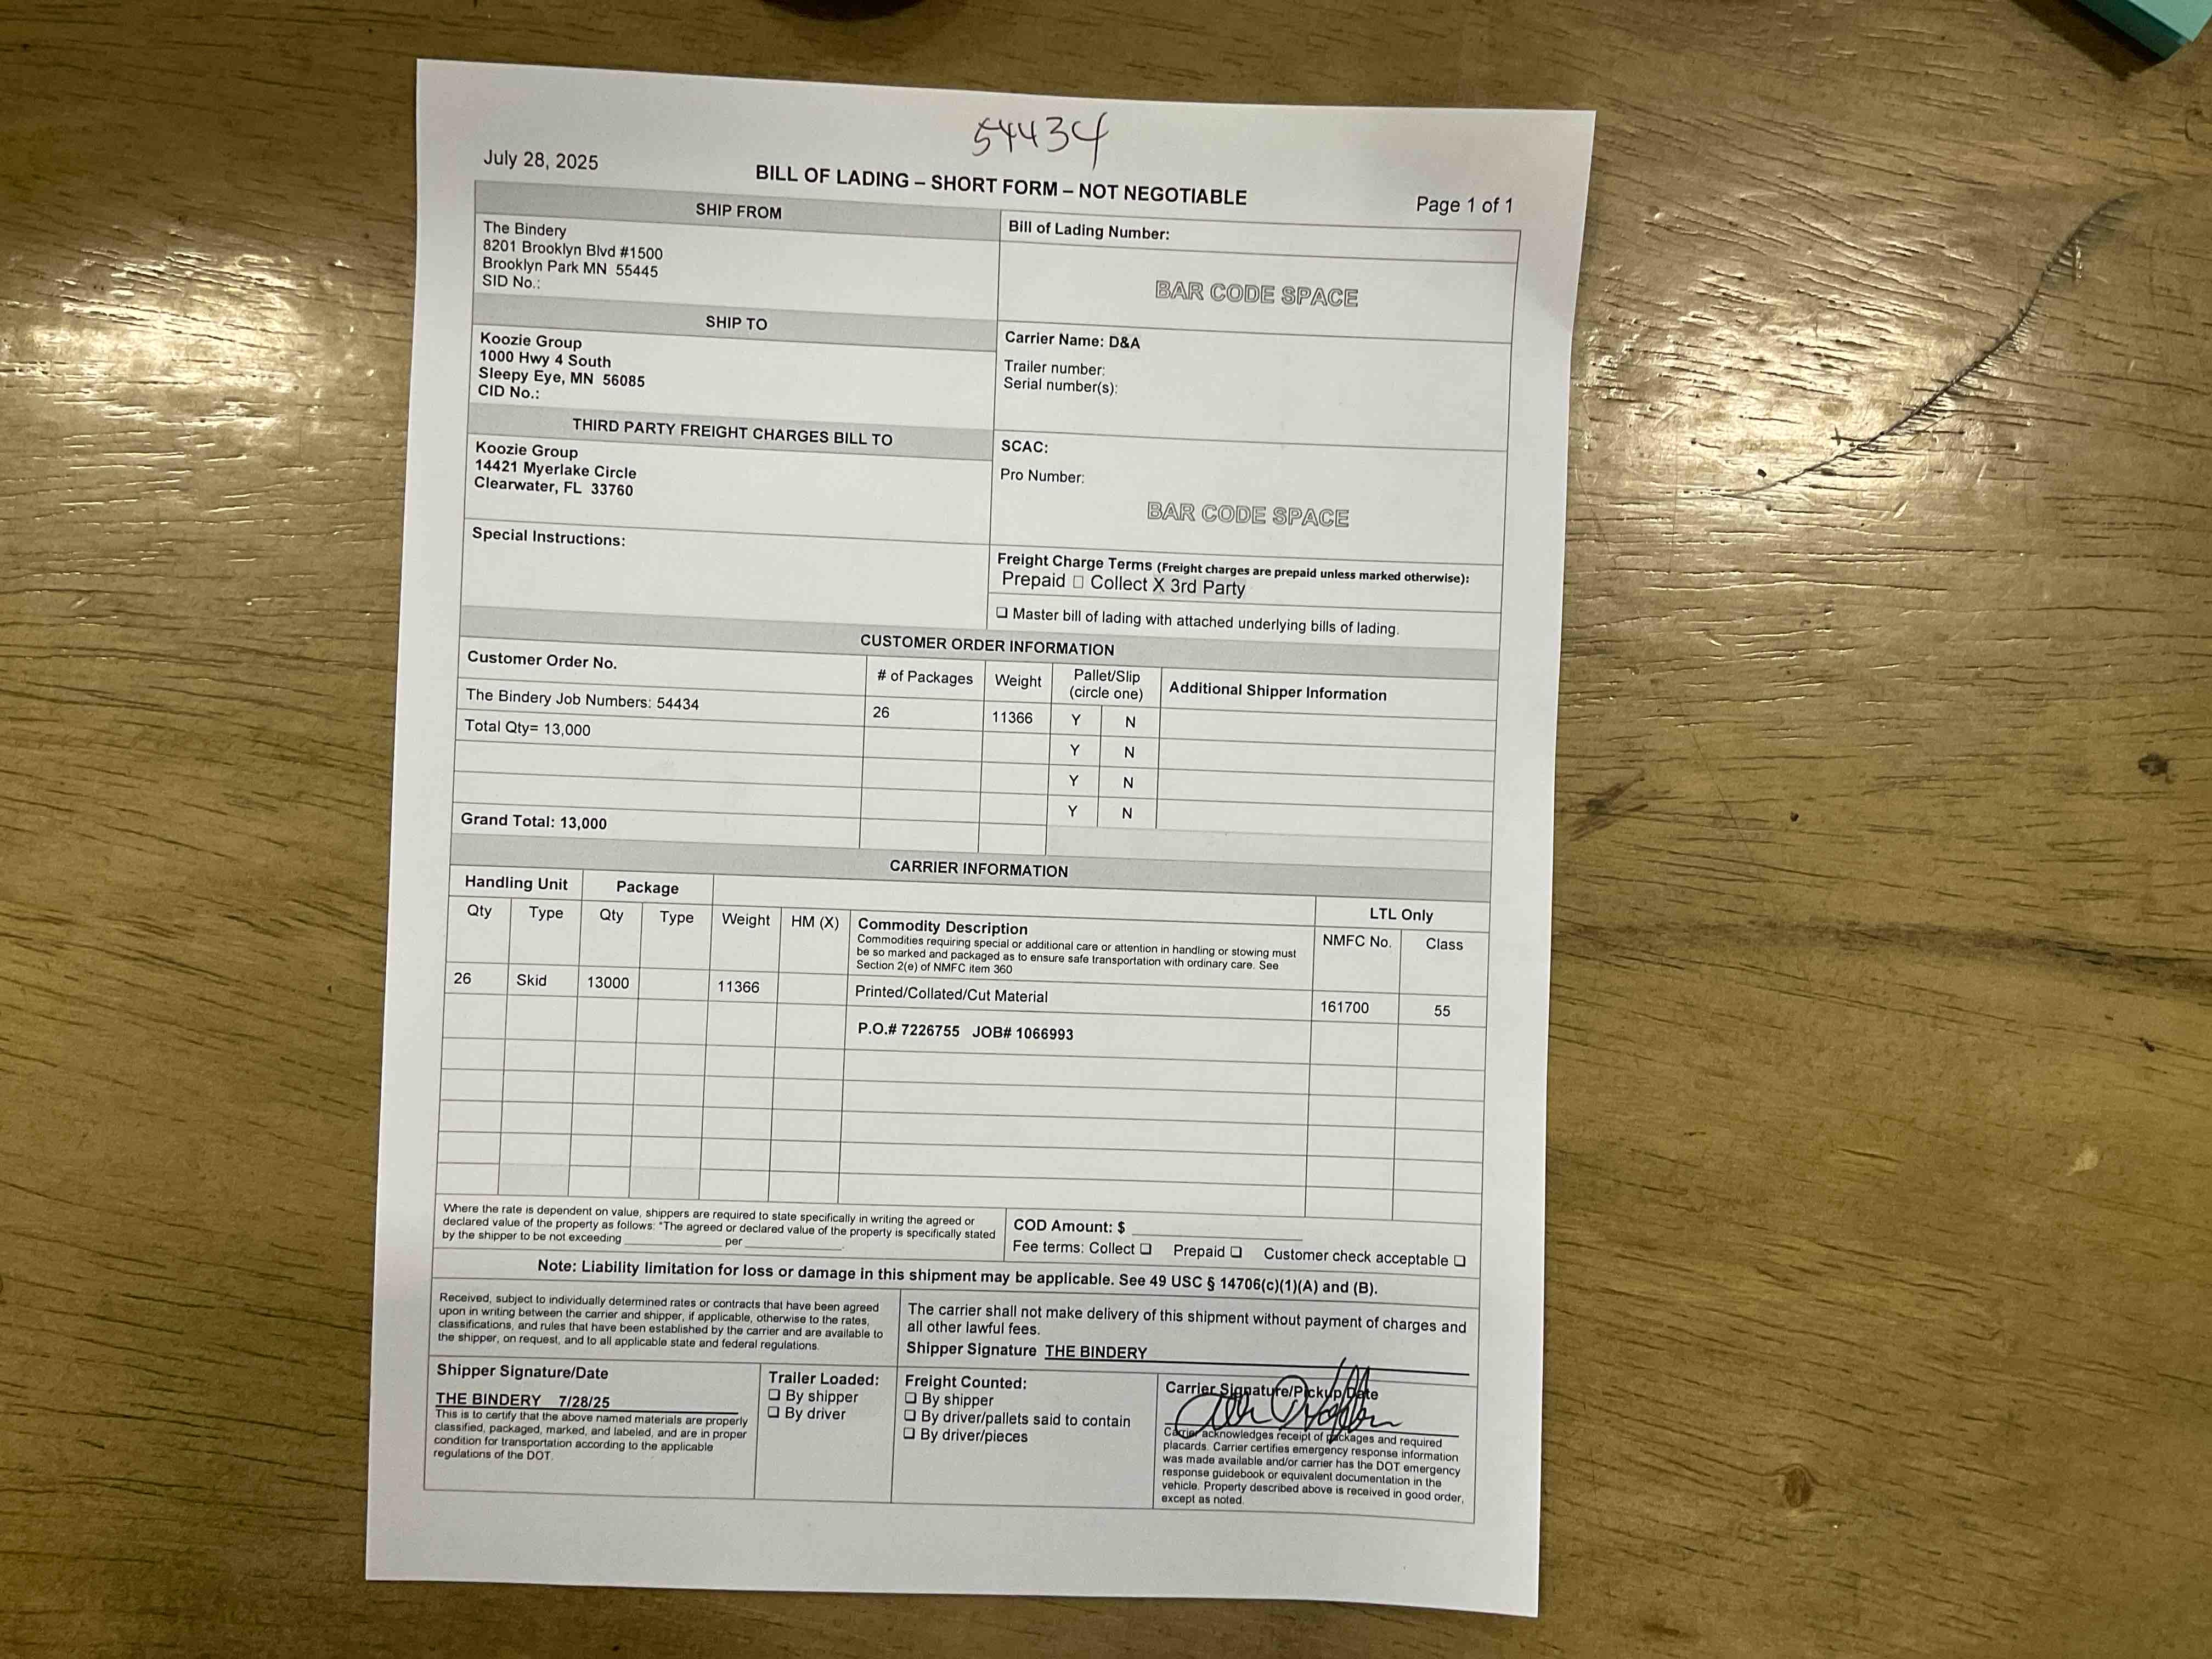 54434
July 28, 2025
BILL OF LADING – SHORT FORM – NOT NEGOTIABLE
Page 1 of 1
SHIP FROM
The Bindery
8201 Brooklyn Blvd #1500
Brooklyn Park MN 55445
SID No.:
Bill of Lading Number:
BAR CODE SPACE
SHIP TO
Koozie Group
1000 Hwy 4 South
Sleepy Eye, MN 56085
CID No.:
Carrier Name: D&A
Trailer number:
Serial number(s):
THIRD PARTY FREIGHT CHARGES BILL TO
Koozie Group
14421 Myerlake Circle
Clearwater, FL 33760
SCAC:
Pro Number:
BAR CODE SPACE
Special Instructions:
Freight Charge Terms (Freight charges are prepaid unless marked otherwise):
Prepaid ☐ Collect X 3rd Party
❑ Master bill of lading with attached underlying bills of lading.
CUSTOMER ORDER INFORMATION
Customer Order No. # of Packages Weight Pallet/Slip (circle one) Additional Shipper Information
The Bindery Job Numbers: 54434 26 11366 Y N
Total Qty= 13,000 Y N
Y N
Y N
Grand Total: 13,000
CARRIER INFORMATION
Handling Unit Package LTL Only
Qty Type Qty Type Weight HM (X) Commodity Description NMFC No. Class
Commodities requiring special or additional care or attention in handling or stowing must
be so marked and packaged as to ensure safe transportation with ordinary care. See
Section 2(e) of NMFC item 360
26 Skid 13000 11366 Printed/Collated/Cut Material 161700 55
P.O.# 7226755 JOB# 1066993
Where the rate is dependent on value, shippers are required to state specifically in writing the agreed or
declared value of the property as follows: "The agreed or declared value of the property is specifically stated
by the shipper to be not exceeding ____________ per ____________.
COD Amount: $ ____________
Fee terms: Collect ❑ Prepaid ❑ Customer check acceptable ❑
Note: Liability limitation for loss or damage in this shipment may be applicable. See 49 USC § 14706(c)(1)(A) and (B).
Received, subject to individually determined rates or contracts that have been agreed
upon in writing between the carrier and shipper, if applicable, otherwise to the rates,
classifications, and rules that have been established by the carrier and are available to
the shipper, on request, and to all applicable state and federal regulations.
The carrier shall not make delivery of this shipment without payment of charges and
all other lawful fees.
Shipper Signature THE BINDERY
Shipper Signature/Date
THE BINDERY 7/28/25
This is to certify that the above named materials are properly
classified, packaged, marked, and labeled, and are in proper
condition for transportation according to the applicable
regulations of the DOT.
Trailer Loaded:
❑ By shipper
❑ By driver
Freight Counted:
❑ By shipper
❑ By driver/pallets said to contain
❑ By driver/pieces
Carrier Signature/Pickup/Date
Carrier acknowledges receipt of packages and required
placards. Carrier certifies emergency response information
was made available and/or carrier has the DOT emergency
response guidebook or equivalent documentation in the
vehicle. Property described above is received in good order,
except as noted.